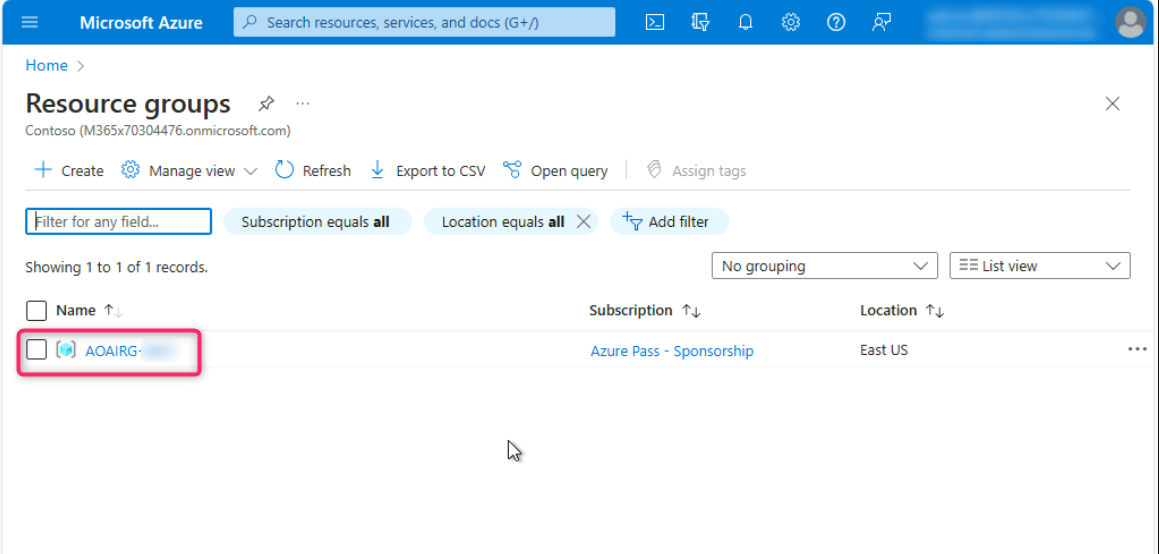 Microsoft Azure Search resources, services, and docs (G+/)
Home >
Resource groups ...
Contoso (M365x70304476.onmicrosoft.com)
+ Create Manage view Refresh Export to CSV Open query Assign tags
Filter for any field... Subscription equals all Location equals all Add filter
Showing 1 to 1 of 1 records. No grouping List view
Name ↑↓ Subscription ↑↓ Location ↑↓
AOAIRG- Azure Pass - Sponsorship East US ...